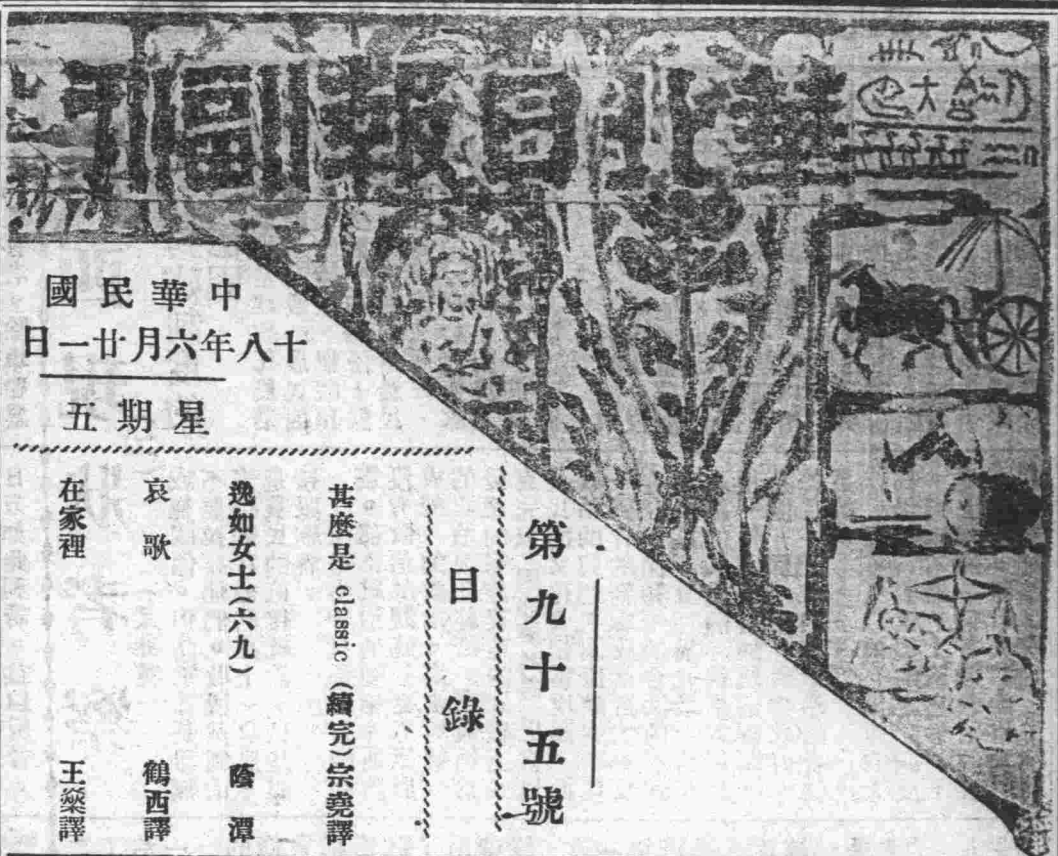 華北日報副刊
中華民國
十八年六月廿一日
星期五
第九十五號
目錄
甚麼是 classic (續完) 宗堯譯
逸如女士 (六九) 蔭潭
哀歌 鶴西譯
在家裡 王燊譯